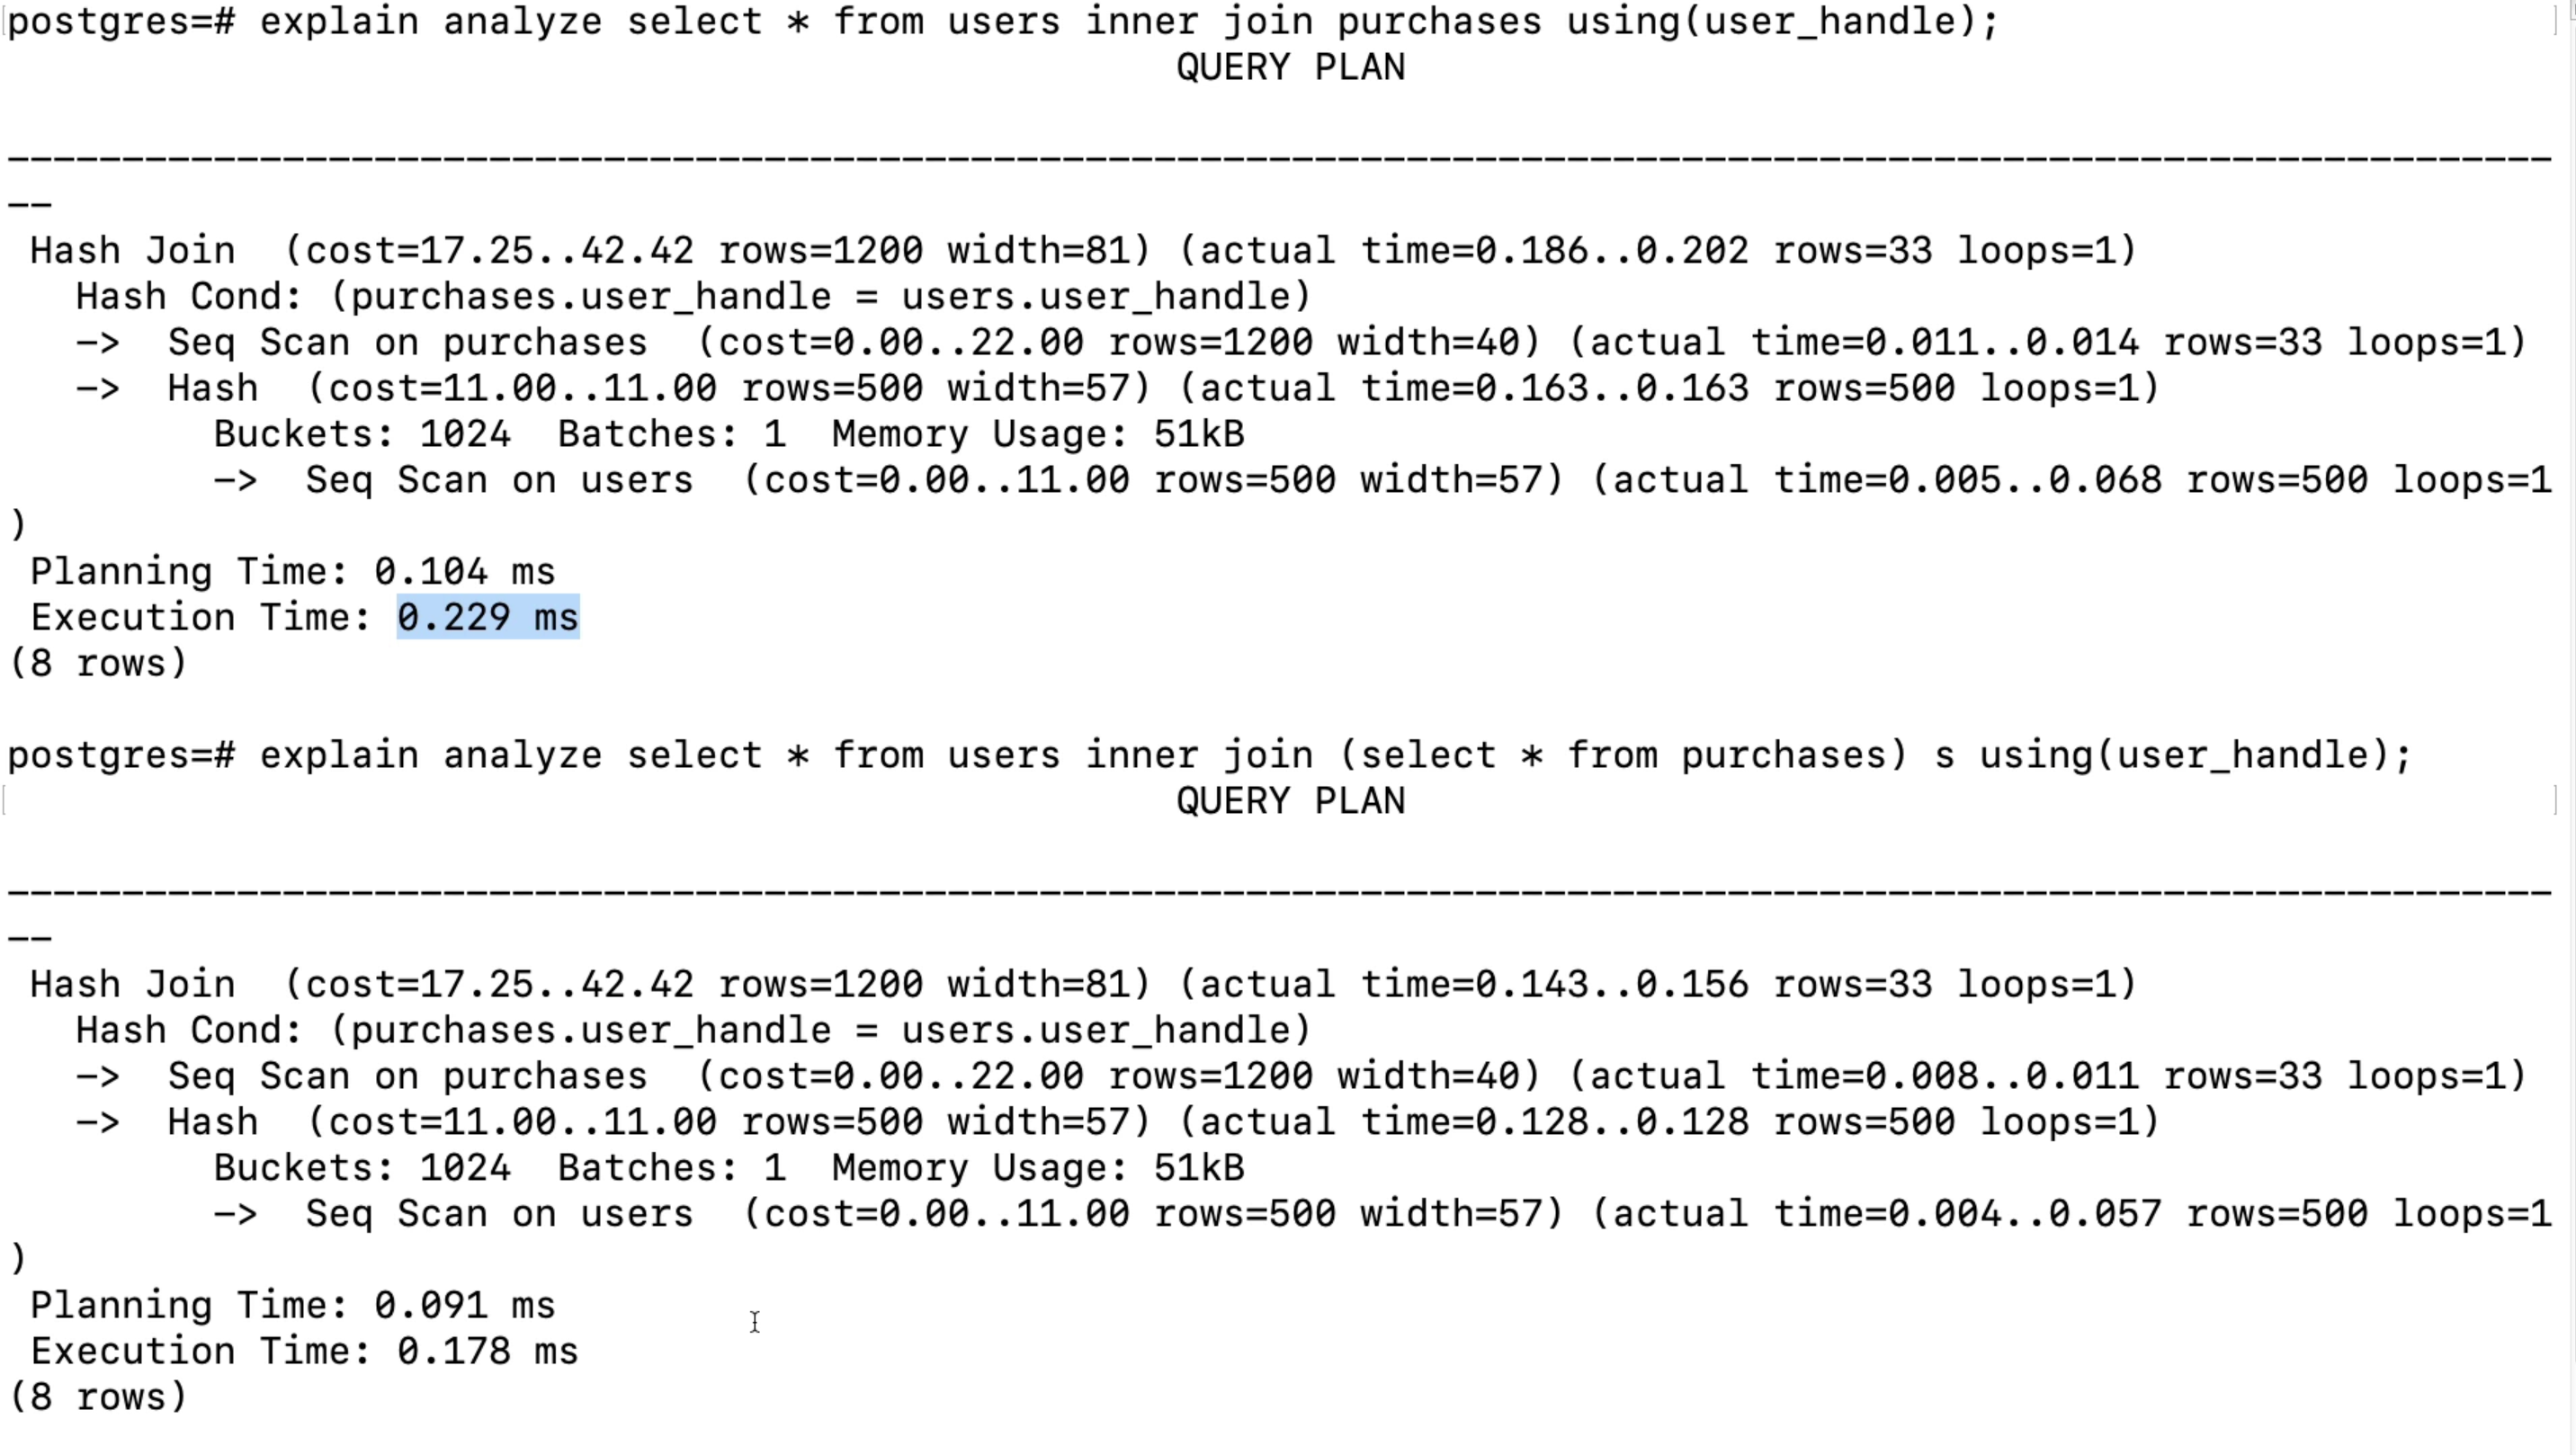 postgres=# explain analyze select * from users inner join purchases using(user_handle);
QUERY PLAN
---------------------------------------------------------------------------------------------------------------
--
Hash Join  (cost=17.25..42.42 rows=1200 width=81) (actual time=0.186..0.202 rows=33 loops=1)
Hash Cond: (purchases.user_handle = users.user_handle)
->  Seq Scan on purchases  (cost=0.00..22.00 rows=1200 width=40) (actual time=0.011..0.014 rows=33 loops=1)
->  Hash  (cost=11.00..11.00 rows=500 width=57) (actual time=0.163..0.163 rows=500 loops=1)
Buckets: 1024  Batches: 1  Memory Usage: 51kB
->  Seq Scan on users  (cost=0.00..11.00 rows=500 width=57) (actual time=0.005..0.068 rows=500 loops=1
)
Planning Time: 0.104 ms
Execution Time: 0.229 ms
(8 rows)
postgres=# explain analyze select * from users inner join (select * from purchases) s using(user_handle);
QUERY PLAN
---------------------------------------------------------------------------------------------------------------
--
Hash Join  (cost=17.25..42.42 rows=1200 width=81) (actual time=0.143..0.156 rows=33 loops=1)
Hash Cond: (purchases.user_handle = users.user_handle)
->  Seq Scan on purchases  (cost=0.00..22.00 rows=1200 width=40) (actual time=0.008..0.011 rows=33 loops=1)
->  Hash  (cost=11.00..11.00 rows=500 width=57) (actual time=0.128..0.128 rows=500 loops=1)
Buckets: 1024  Batches: 1  Memory Usage: 51kB
->  Seq Scan on users  (cost=0.00..11.00 rows=500 width=57) (actual time=0.004..0.057 rows=500 loops=1
)
Planning Time: 0.091 ms
Execution Time: 0.178 ms
(8 rows)